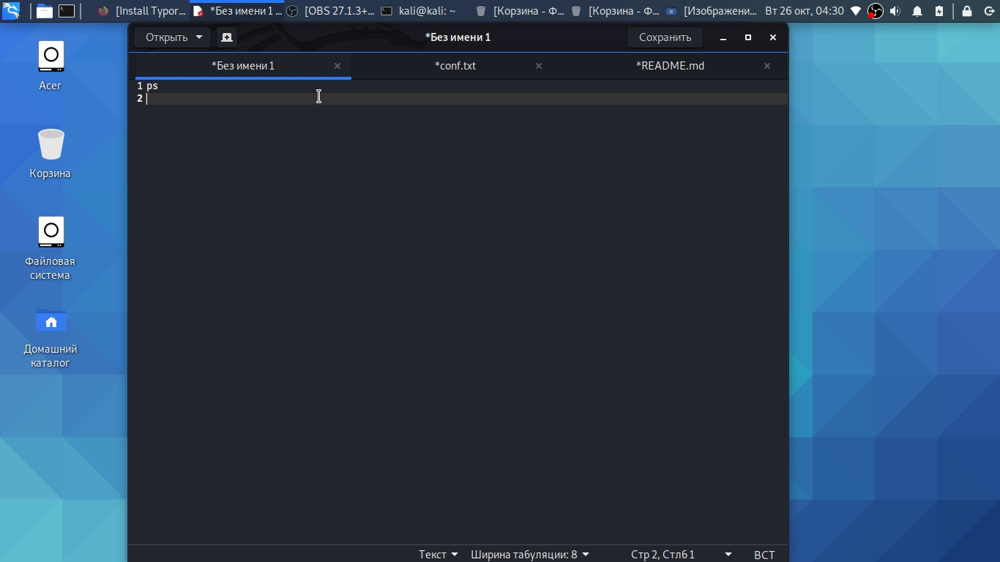 [Install Typor... *Без имени 1 ... [OBS 27.1.3+... kali@kali: ~ [Корзина - Ф... [Корзина - Ф... [Изображени... Вт 26 окт, 04:30
Открыть *Без имени 1 Сохранить
*Без имени 1 *conf.txt *README.md
1 ps
2
Acer
Корзина
Файловая
система
Домашний
каталог
Текст Ширина табуляции: 8 Стр 2, Стлб 1 ВСТ